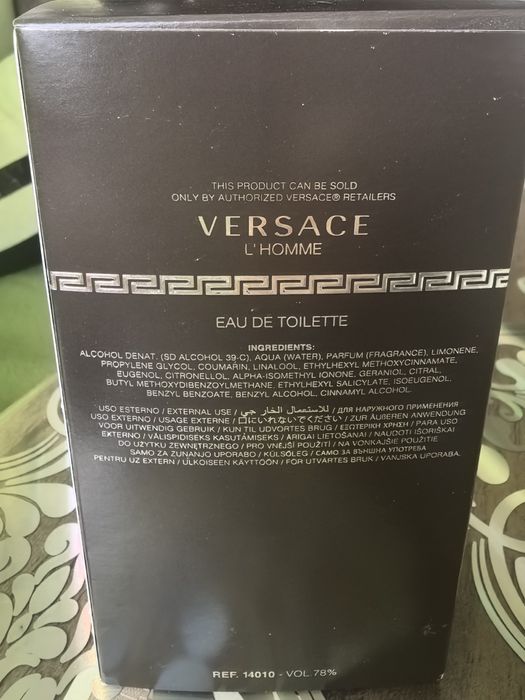 THIS PRODUCT CAN BE SOLD
ONLY BY AUTHORIZED VERSACE® RETAILERS
VERSACE
L'HOMME
EAU DE TOILETTE
INGREDIENTS:
ALCOHOL DENAT. (SD ALCOHOL 39-C), AQUA (WATER), PARFUM (FRAGRANCE), LIMONENE,
PROPYLENE GLYCOL, COUMARIN, LINALOOL, ETHYLHEXYL METHOXYCINNAMATE,
EUGENOL, CITRONELLOL, ALPHA-ISOMETHYL IONONE, GERANIOL, CITRAL,
BUTYL METHOXYDIBENZOYLMETHANE, ETHYLHEXYL SALICYLATE, ISOEUGENOL,
BENZYL BENZOATE, BENZYL ALCOHOL, CINNAMYL ALCOHOL.
USO ESTERNO / EXTERNAL USE / للاستعمال الخارجي / ДЛЯ НАРУЖНОГО ПРИМЕНЕНИЯ
USO EXTERNO / USAGE EXTERNE / 口にいれないでください / ZUR ÄUßEREN ANWENDUNG
VOOR UITWENDIG GEBRUIK / KUN TIL UDVORTES BRUG / ΕΞΩΤΕΡΙΚΗ ΧΡΗΣΗ / PARA USO
EXTERNO / VÄLISPIDISEKS KASUTAMISEKS / ĀRĪGAI LIETOŠANAI / NAUDOTI IŠORIŠKAI
DO UŻYTKU ZEWNĘTRZNEGO / PRO VNĚJŠÍ POUŽITÍ / NA VONKAJŠIE POUŽITIE
SAMO ZA ZUNANJO UPORABO / KÜLSŐLEG / САМО ЗА ВЪНШНА УПОТРЕБА
PENTRU UZ EXTERN / ULKOISEEN KÄYTTÖÖN / FOR UTVÄRTES BRUK / VANJSKA UPORABA.
REF. 14010 - VOL.78%